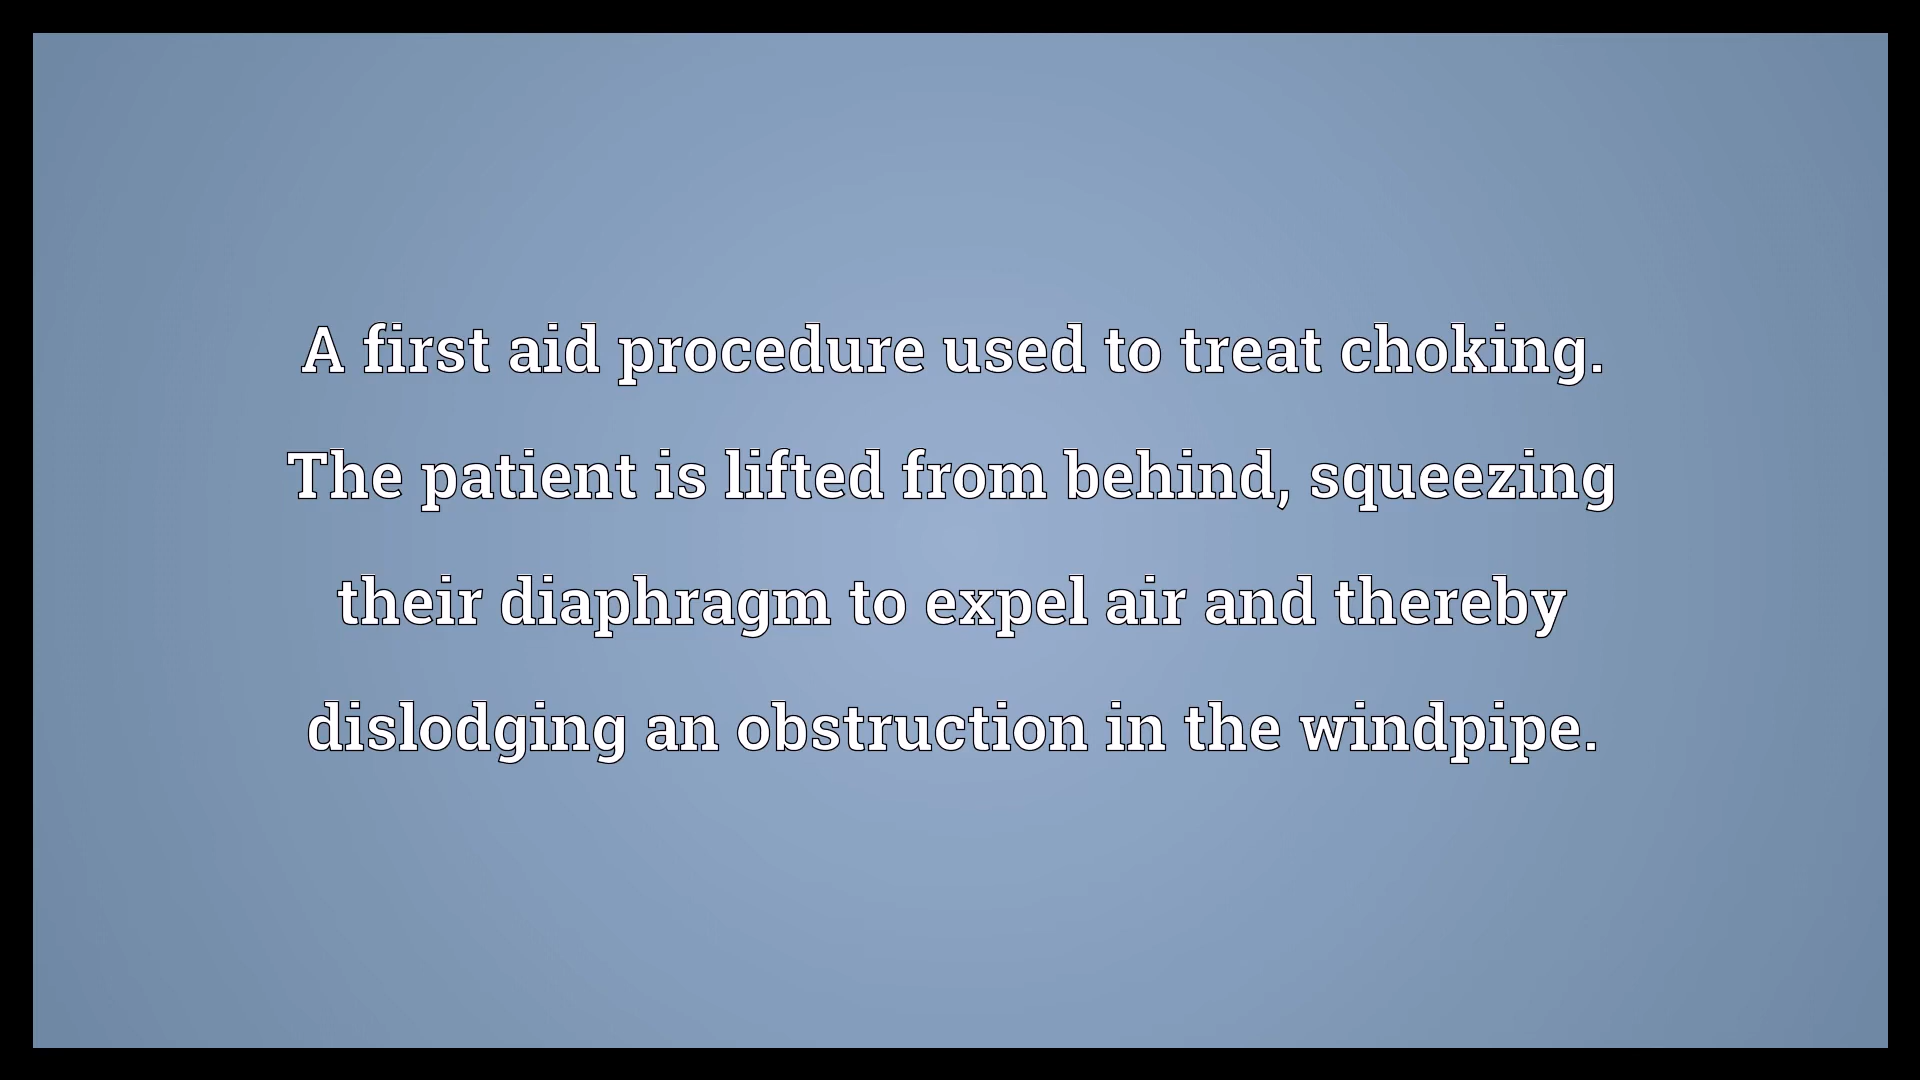 A first aid procedure used to treat choking.
The patient is lifted from behind, squeezing
their diaphragm to expel air and thereby
dislodging an obstruction in the windpipe.